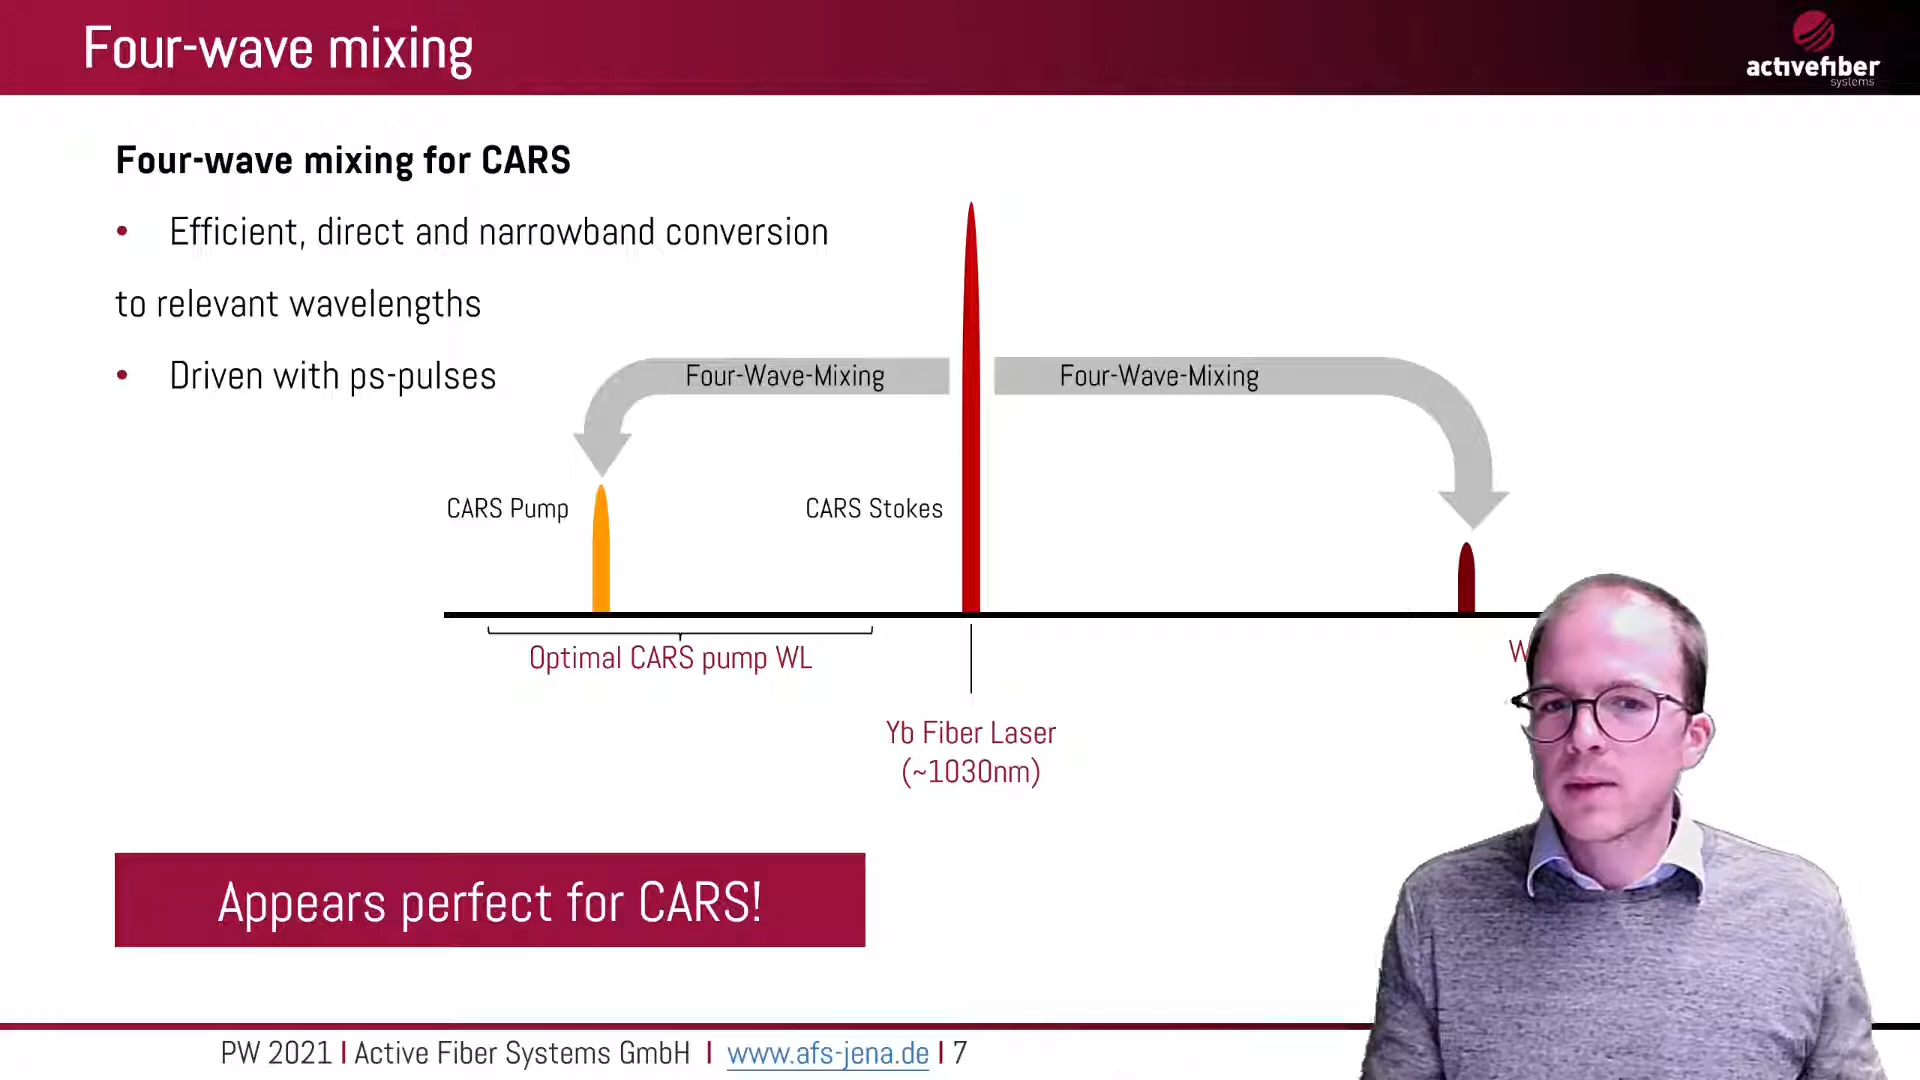 Four-wave mixing
activefiber
systems
Four-wave mixing for CARS
• Efficient, direct and narrowband conversion
to relevant wavelengths
• Driven with ps-pulses
Four-Wave-Mixing
Four-Wave-Mixing
CARS Pump
CARS Stokes
Optimal CARS pump WL
Yb Fiber Laser
(~1030nm)
Appears perfect for CARS!
PW 2021 | Active Fiber Systems GmbH | www.afs-jena.de | 7